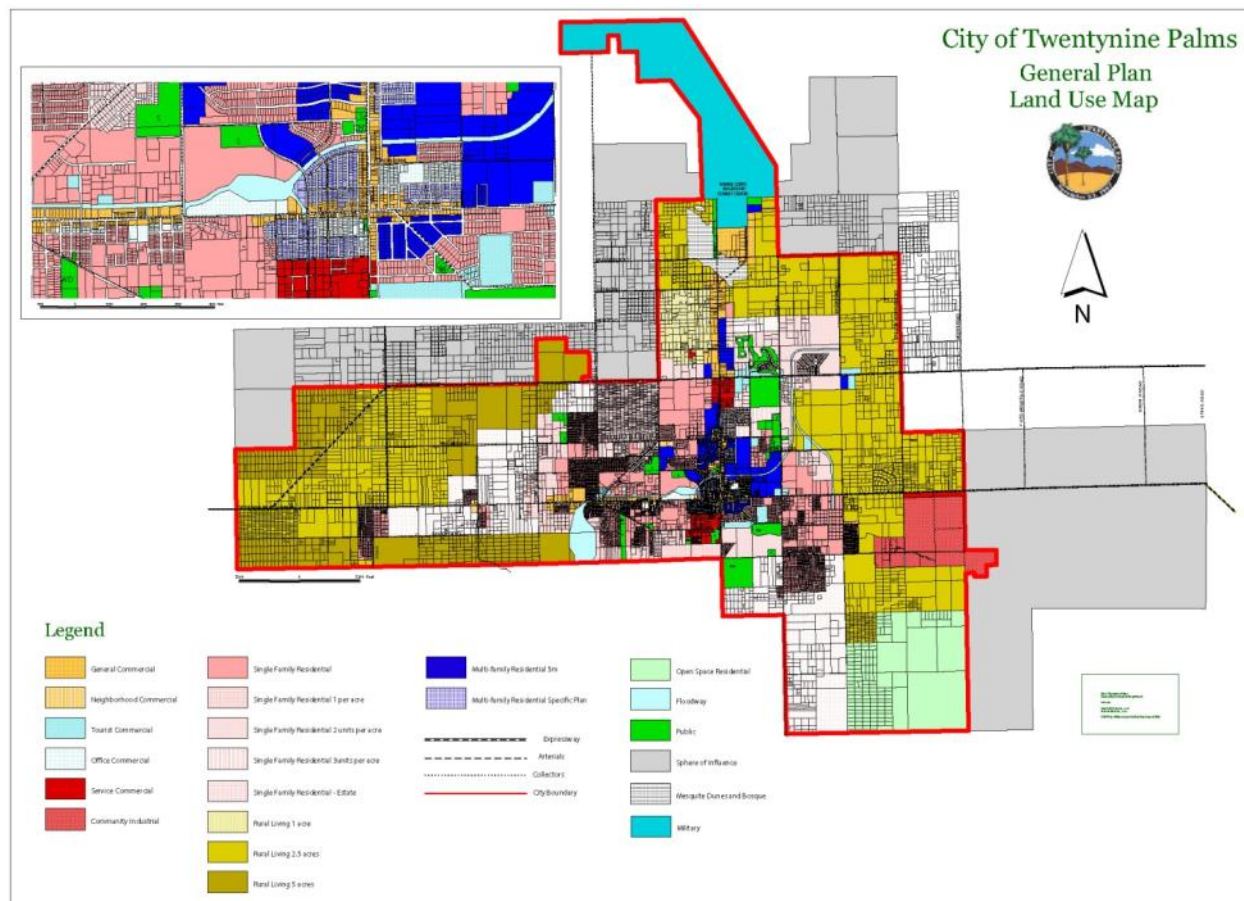 City of Twentynine Palms
General Plan
Land Use Map
N
Legend
General Commercial
Neighborhood Commercial
Tourist Commercial
Office Commercial
Service Commercial
Community Industrial
Single Family Residential
Single Family Residential 1 per acre
Single Family Residential 2 units per acre
Single Family Residential 3units per acre
Single Family Residential - Estate
Rural Living 1 acre
Rural Living 2.5 acres
Rural Living 5 acres
Multi-family Residential
Multi-family Residential Specific Plan
Expressway
Arterials
Collectors
City Boundary
Open Space Residential
Floodway
Public
Sphere of Influence
Mesquite Dunes and Bosque
Military